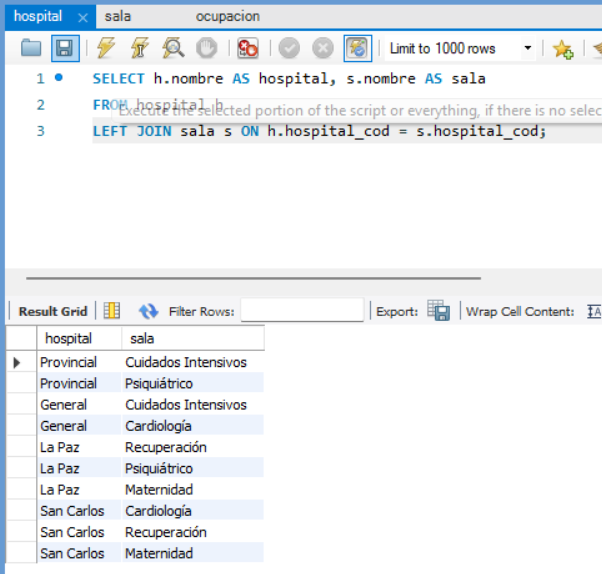 hospital × sala ocupacion
Limit to 1000 rows
1 SELECT h.nombre AS hospital, s.nombre AS sala
2 FROM hospital h
Execute the selected portion of the script or everything, if there is no selec
3 LEFT JOIN sala s ON h.hospital_cod = s.hospital_cod;
Result Grid Filter Rows: Export: Wrap Cell Content:
hospital sala
Provincial Cuidados Intensivos
Provincial Psiquiátrico
General Cuidados Intensivos
General Cardiología
La Paz Recuperación
La Paz Psiquiátrico
La Paz Maternidad
San Carlos Cardiología
San Carlos Recuperación
San Carlos Maternidad